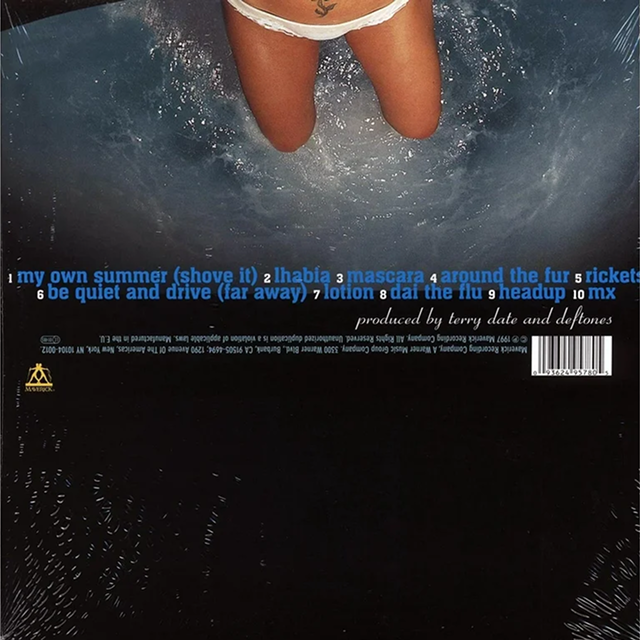 1 my own summer (shove it) 2 lhabia 3 mascara 4 around the fur 5 rickets
6 be quiet and drive (far away) 7 lotion 8 dai the flu 9 headup 10 mx
produced by terry date and deftones
Maverick Recording Company, A Warner Music Group Company, 3300 Warner Blvd., Burbank, CA 91505-4694. 1290 Avenue Of The Americas, New York, NY 10104-0012
℗ 1997 Maverick Recording Company. All Rights Reserved. Unauthorized duplication is a violation of applicable laws. Manufactured in the E.U.
0 93624 95780 5
MAVERICK